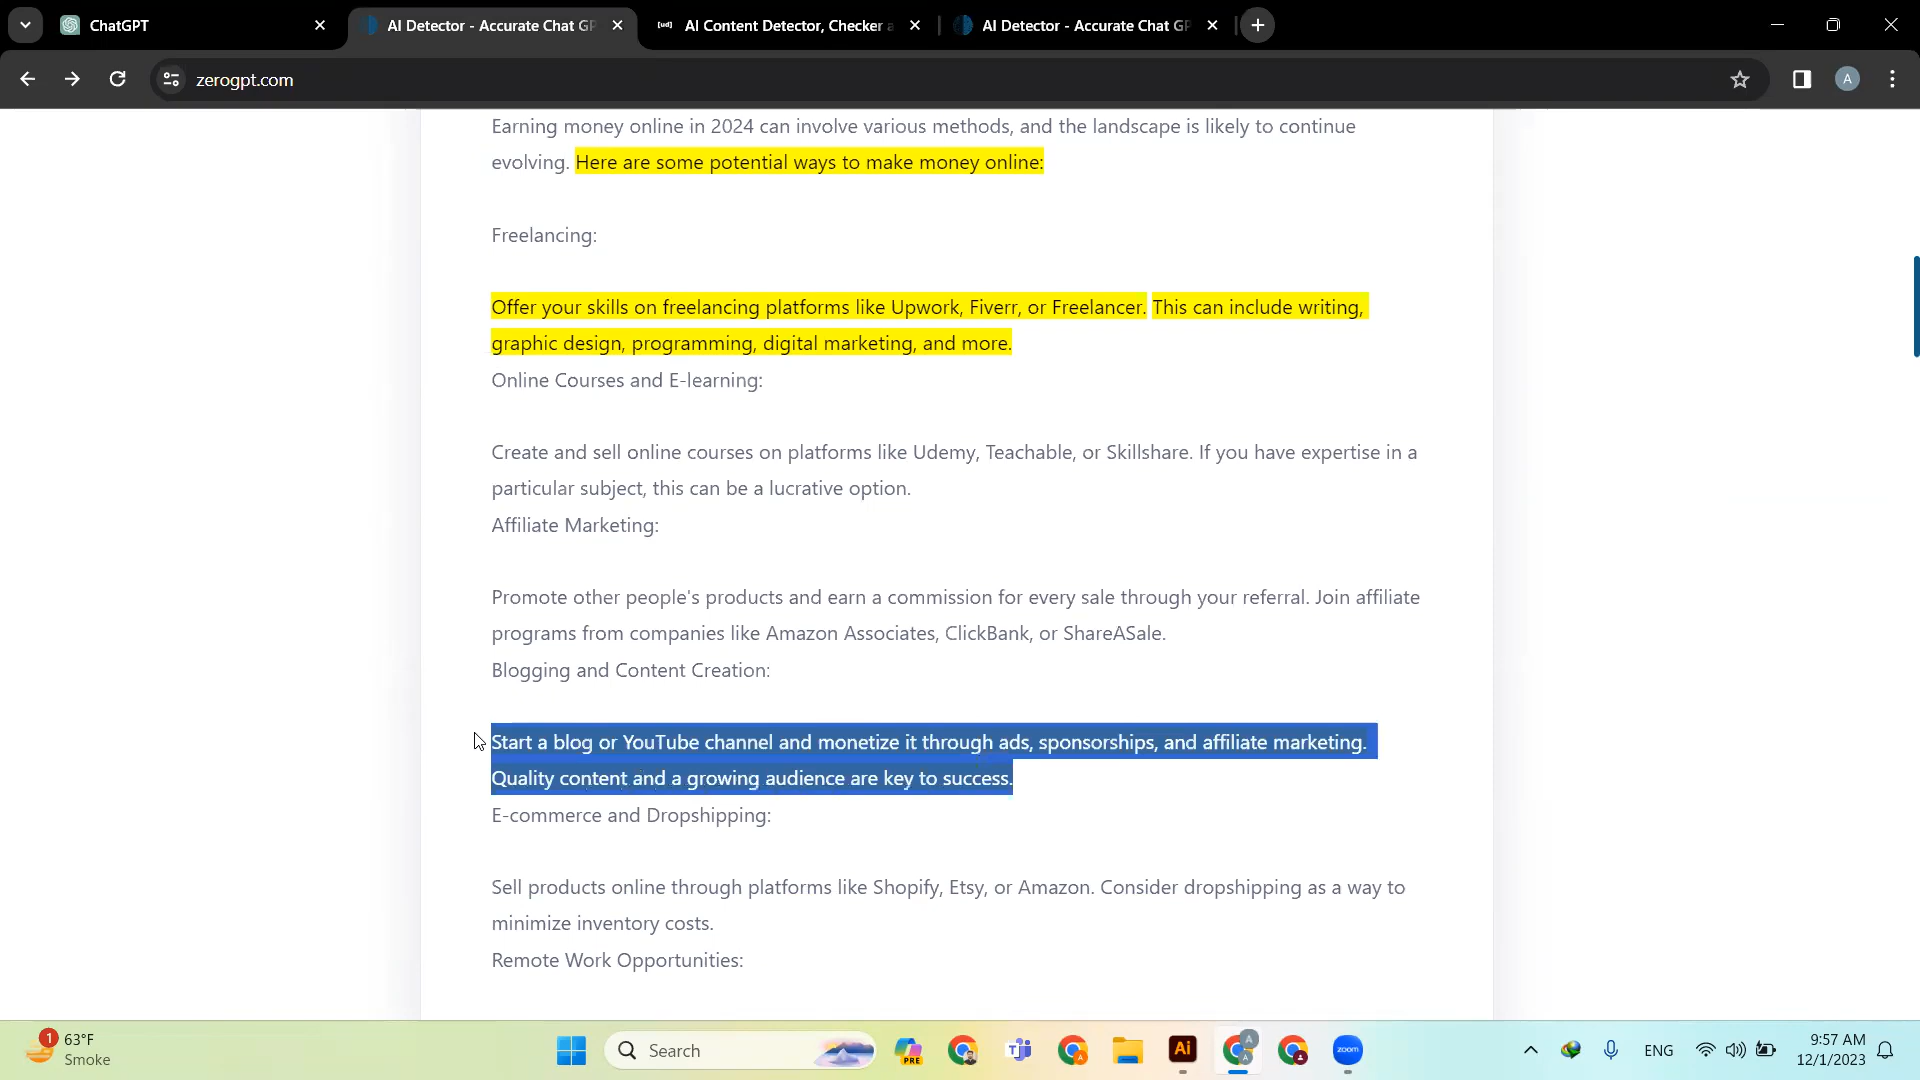 ChatGPT
AI Detector - Accurate Chat GP
AI Content Detector, Checker a
AI Detector - Accurate Chat GP
zerogpt.com
A
Earning money online in 2024 can involve various methods, and the landscape is likely to continue
evolving. Here are some potential ways to make money online:
Freelancing:
Offer your skills on freelancing platforms like Upwork, Fiverr, or Freelancer. This can include writing,
graphic design, programming, digital marketing, and more.
Online Courses and E-learning:
Create and sell online courses on platforms like Udemy, Teachable, or Skillshare. If you have expertise in a
particular subject, this can be a lucrative option.
Affiliate Marketing:
Promote other people's products and earn a commission for every sale through your referral. Join affiliate
programs from companies like Amazon Associates, ClickBank, or ShareASale.
Blogging and Content Creation:
Start a blog or YouTube channel and monetize it through ads, sponsorships, and affiliate marketing.
Quality content and a growing audience are key to success.
E-commerce and Dropshipping:
Sell products online through platforms like Shopify, Etsy, or Amazon. Consider dropshipping as a way to
minimize inventory costs.
Remote Work Opportunities:
1
63°F
Smoke
Search
PRE
Ai
zoom
ENG
9:57 AM
12/1/2023